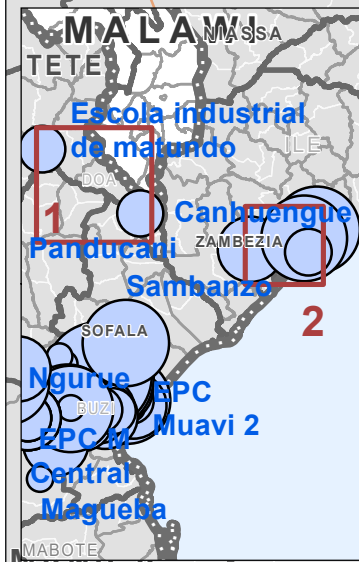 MALAWI
NIASSA
TETE
Escola industrial
de matundo
ILE
DOA
1
Canhuengue
ZAMBEZIA
Panducani
Sambanzo
2
SOFALA
Ngurue
EPC
BUZI
Muavi 2
EPC M
Central
Magueba
MABOTE